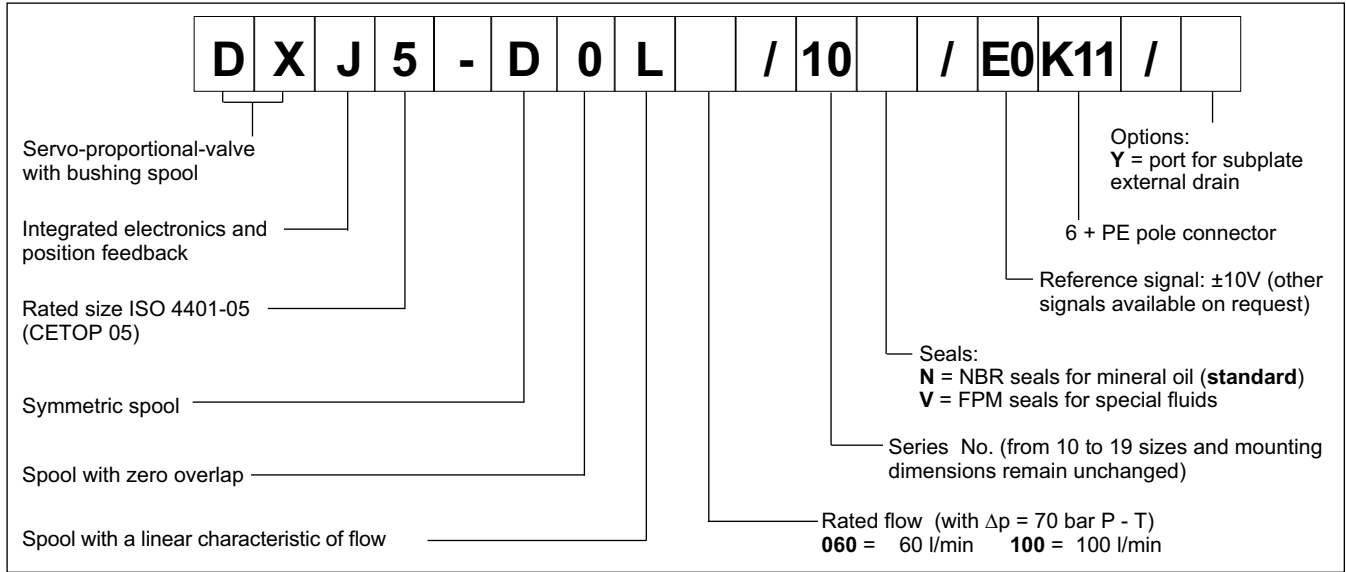 D X J 5 - D 0 L / 10 / E0 K11 /
Servo-proportional-valve
with bushing spool
Integrated electronics and
position feedback
Rated size ISO 4401-05
(CETOP 05)
Symmetric spool
Spool with zero overlap
Spool with a linear characteristic of flow
Options:
Y = port for subplate
external drain
6 + PE pole connector
Reference signal: ±10V (other
signals available on request)
Seals:
N = NBR seals for mineral oil (standard)
V = FPM seals for special fluids
Series No. (from 10 to 19 sizes and mounting
dimensions remain unchanged)
Rated flow (with Δp = 70 bar P - T)
060 = 60 l/min 100 = 100 l/min